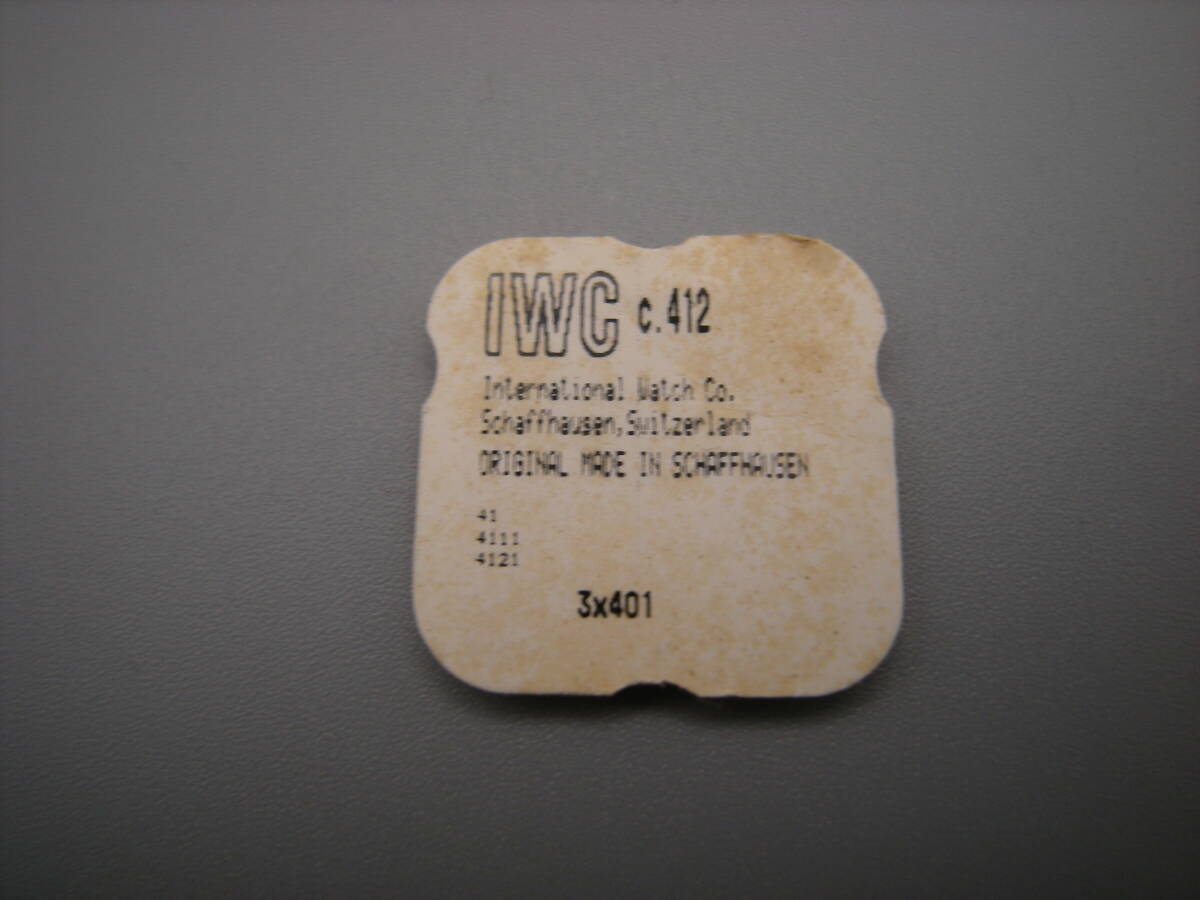 IWC c.412
International Watch Co.
Schaffhausen,Switzerland
ORIGINAL MADE IN SCHAFFHAUSEN
41
4111
4121
3x401